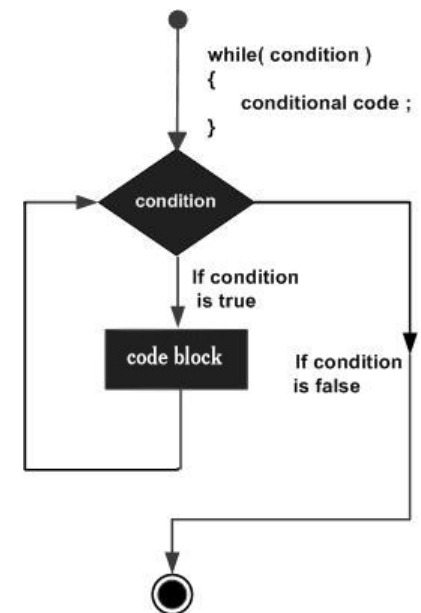 while( condition )
{
conditional code ;
}
condition
If condition
is true
code block
If condition
is false